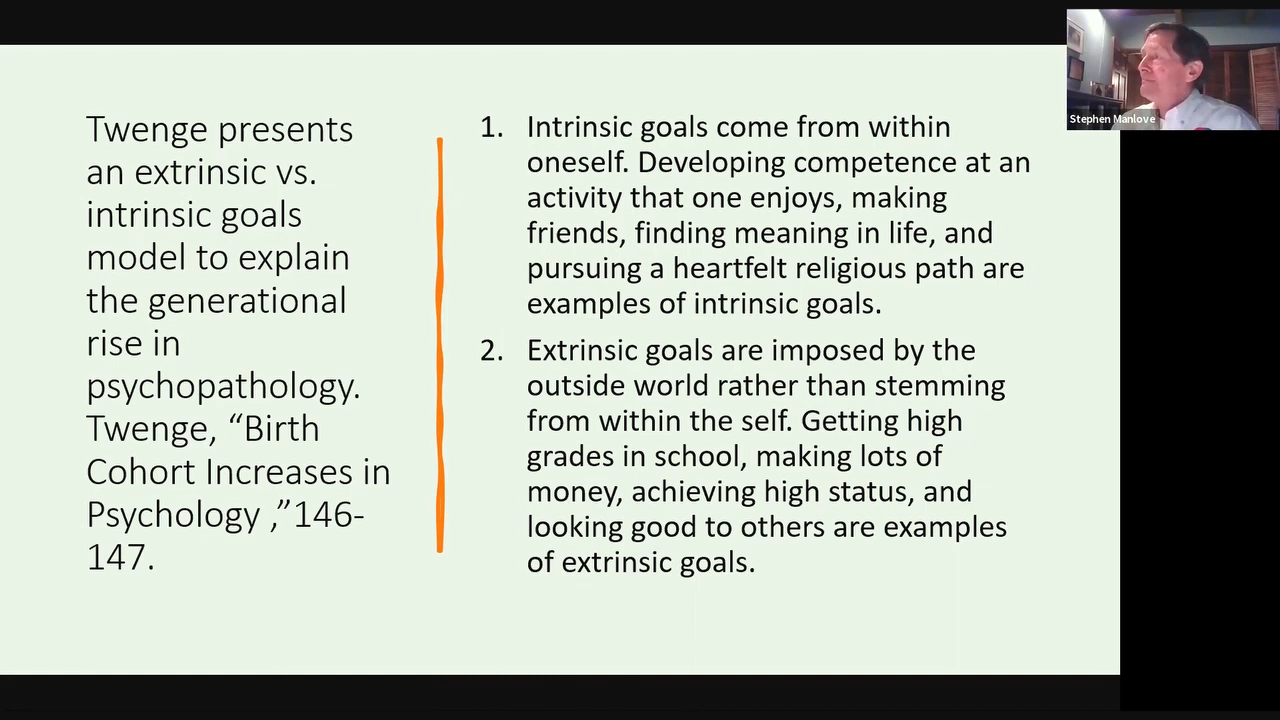 Twenge presents
an extrinsic vs.
intrinsic goals
model to explain
the generational
rise in
psychopathology.
Twenge, “Birth
Cohort Increases in
Psychology ,”146-
147.
1. Intrinsic goals come from within
oneself. Developing competence at an
activity that one enjoys, making
friends, finding meaning in life, and
pursuing a heartfelt religious path are
examples of intrinsic goals.
2. Extrinsic goals are imposed by the
outside world rather than stemming
from within the self. Getting high
grades in school, making lots of
money, achieving high status, and
looking good to others are examples
of extrinsic goals.
Stephen Manlove